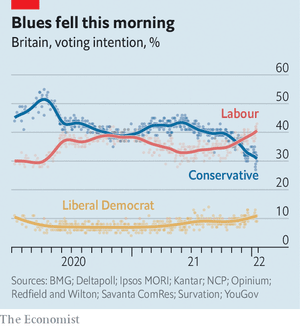 Blues fell this morning
Britain, voting intention, %
60
50
Labour
40
30
Conservative
20
Liberal Democrat
10
0
2020
21
22
Sources: BMG; Deltapoll; Ipsos MORI; Kantar; NCP; Opinium;
Redfield and Wilton; Savanta ComRes; Survation; YouGov
The Economist